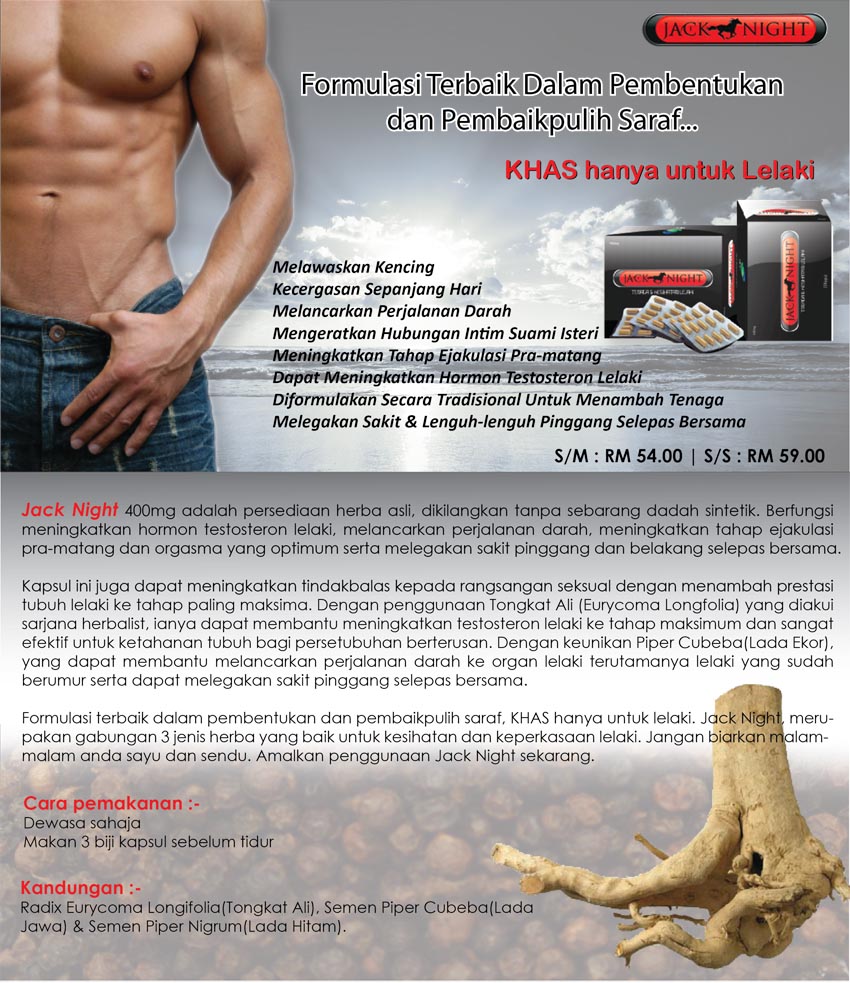 JACK NIGHT
Formulasi Terbaik Dalam Pembentukan
dan Pembaikpulih Saraf...
KHAS hanya untuk Lelaki
JACK NIGHT
JACK NIGHT
Melawaskan Kencing
Kecergasan Sepanjang Hari
Melancarkan Perjalanan Darah
Mengeratkan Hubungan Intim Suami Isteri
Meningkatkan Tahap Ejakulasi Pra-matang
Dapat Meningkatkan Hormon Testosteron Lelaki
Diformulakan Secara Tradisional Untuk Menambah Tenaga
Melegakan Sakit & Lenguh-lenguh Pinggang Selepas Bersama
S/M : RM 54.00 | S/S : RM 59.00
Jack Night 400mg adalah persediaan herba asli, dikilangkan tanpa sebarang dadah sintetik. Berfungsi
meningkatkan hormon testosteron lelaki, melancarkan perjalanan darah, meningkatkan tahap ejakulasi
pra-matang dan orgasma yang optimum serta melegakan sakit pinggang dan belakang selepas bersama.
Kapsul ini juga dapat meningkatkan tindakbalas kepada rangsangan seksual dengan menambah prestasi
tubuh lelaki ke tahap paling maksima. Dengan penggunaan Tongkat Ali (Eurycoma Longfolia) yang diakui
sarjana herbalist, ianya dapat membantu meningkatkan testosteron lelaki ke tahap maksimum dan sangat
efektif untuk ketahanan tubuh bagi persetubuhan berterusan. Dengan keunikan Piper Cubeba(Lada Ekor),
yang dapat membantu melancarkan perjalanan darah ke organ lelaki terutamanya lelaki yang sudah
berumur serta dapat melegakan sakit pinggang selepas bersama.
Formulasi terbaik dalam pembentukan dan pembaikpulih saraf, KHAS hanya untuk lelaki. Jack Night, meru-
pakan gabungan 3 jenis herba yang baik untuk kesihatan dan keperkasaan lelaki. Jangan biarkan malam-
malam anda sayu dan sendu. Amalkan penggunaan Jack Night sekarang.
Cara pemakanan :-
Dewasa sahaja
Makan 3 biji kapsul sebelum tidur
Kandungan :-
Radix Eurycoma Longifolia(Tongkat Ali), Semen Piper Cubeba(Lada
Jawa) & Semen Piper Nigrum(Lada Hitam).